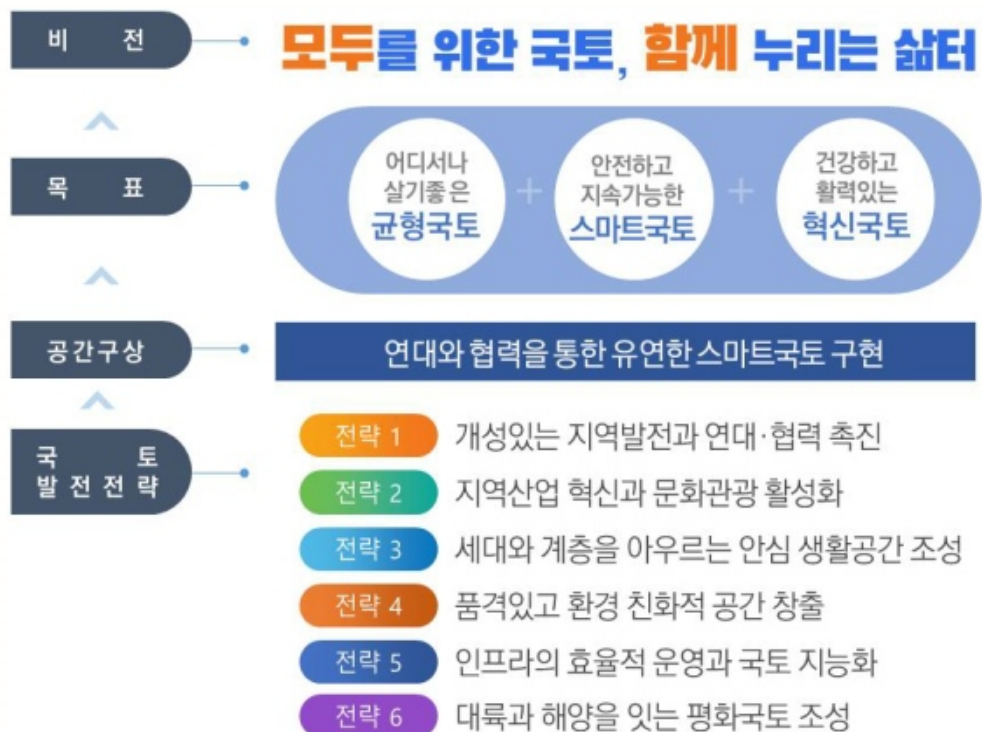 비 전
모두를 위한 국토, 함께 누리는 삶터
목 표
어디서나
살기좋은
균형국토
+
안전하고
지속가능한
스마트국토
+
건강하고
활력있는
혁신국토
공간구상
연대와 협력을 통한 유연한 스마트국토 구현
국 토
발 전 전 략
전략 1 개성있는 지역발전과 연대·협력 촉진
전략 2 지역산업 혁신과 문화관광 활성화
전략 3 세대와 계층을 아우르는 안심 생활공간 조성
전략 4 품격있고 환경 친화적 공간 창출
전략 5 인프라의 효율적 운영과 국토 지능화
전략 6 대륙과 해양을 잇는 평화국토 조성